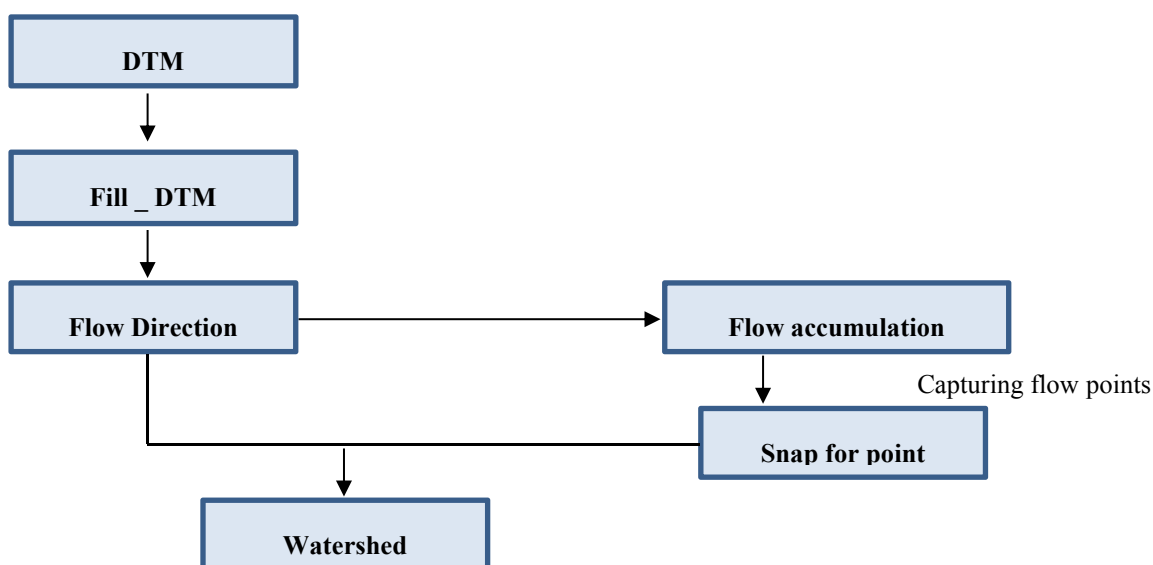 DTM
Fill _ DTM
Flow Direction
Flow accumulation
Capturing flow points
Snap for point
Watershed